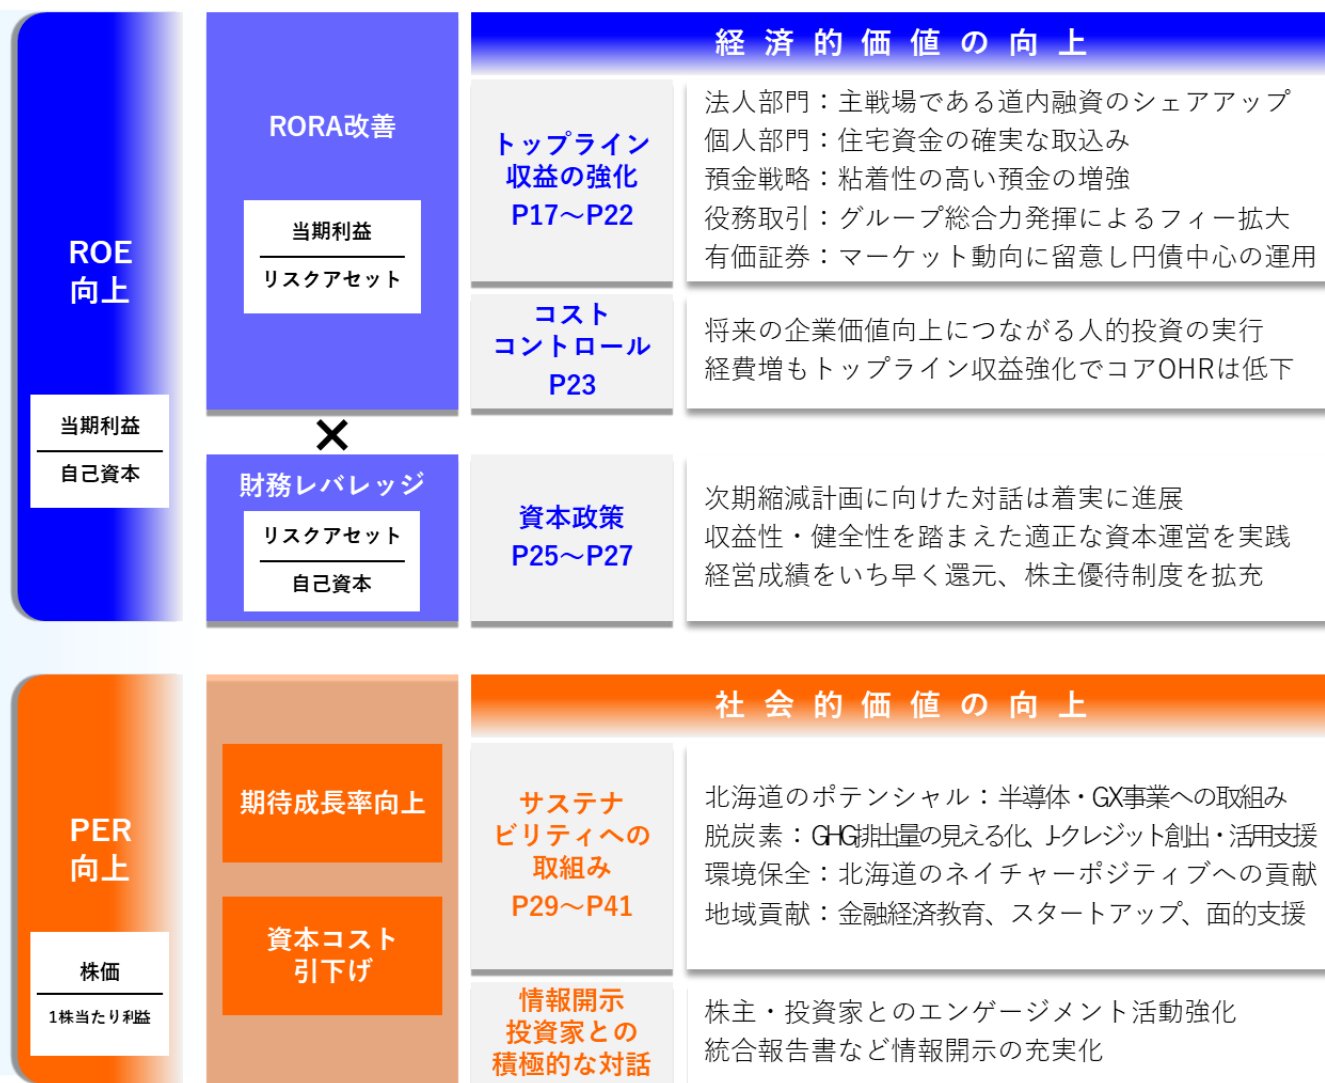 ROE
向上
当期利益
自己資本
RORA改善
当期利益
リスクアセット
×
財務レバレッジ
リスクアセット
自己資本
経済的価値の向上
トップライン
収益の強化
P17～P22
法人部門：主戦場である道内融資のシェアアップ
個人部門：住宅資金の確実な取込み
預金戦略：粘着性の高い預金の増強
役務取引：グループ総合力発揮によるフィー拡大
有価証券：マーケット動向に留意し円債中心の運用
コスト
コントロール
P23
将来の企業価値向上につながる人的投資の実行
経費増もトップライン収益強化でコアOHRは低下
資本政策
P25～P27
次期縮減計画に向けた対話は着実に進展
収益性・健全性を踏まえた適正な資本運営を実践
経営成績をいち早く還元、株主優待制度を拡充
PER
向上
株価
1株当たり利益
期待成長率向上
資本コスト
引下げ
社会的価値の向上
サステナ
ビリティへの
取組み
P29～P41
北海道のポテンシャル：半導体・GX事業への取組み
脱炭素：GHG排出量の見える化、J-クレジット創出・活用支援
環境保全：北海道のネイチャーポジティブへの貢献
地域貢献：金融経済教育、スタートアップ、面的支援
情報開示
投資家との
積極的な対話
株主・投資家とのエンゲージメント活動強化
統合報告書など情報開示の充実化